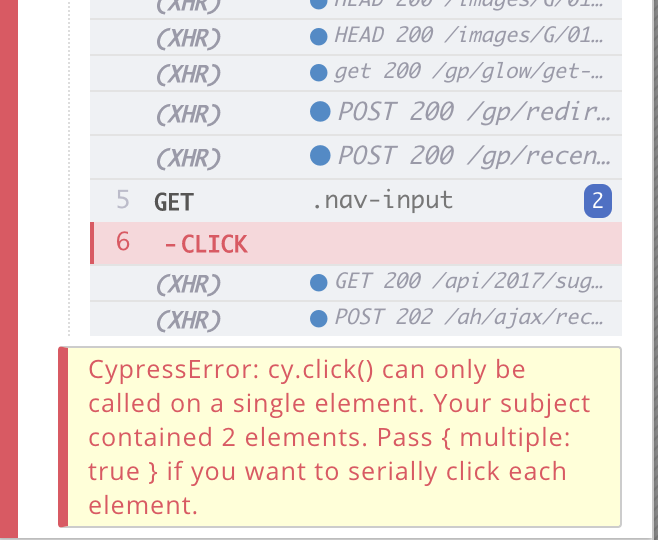 (XHR) HEAD 200 /images/G/01…
(XHR) HEAD 200 /images/G/01…
(XHR) get 200 /gp/glow/get-…
(XHR) POST 200 /gp/redir…
(XHR) POST 200 /gp/recen…
5 GET .nav-input 2
6 -CLICK
(XHR) GET 200 /api/2017/sug…
(XHR) POST 202 /ah/ajax/rec…
CypressError: cy.click() can only be
called on a single element. Your subject
contained 2 elements. Pass { multiple:
true } if you want to serially click each
element.